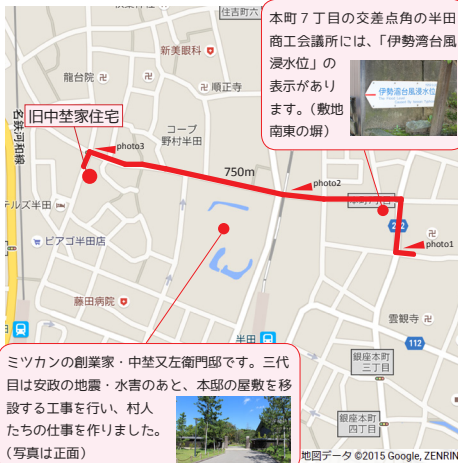 住吉町六
本町７丁目の交差点角の半田
商工会議所には、「伊勢湾台風
浸水位」の
表示があり
ます。（敷地
南東の塀）
伊勢湾台風浸水位
新美眼科
龍台院
順正寺
名鉄河和線
旧中埜家住宅
コープ
野村半田
photo3
750m
photo2
photo1
テルズ半田
ピアゴ半田店
藤田病院
雲観寺
半田
112
銀座本町
三丁目
銀座本町
四丁目
ミツカンの創業家・中埜又左衛門邸です。三代
目は安政の地震・水害のあと、本邸の屋敷を移
設する工事を行い、村人
たちの仕事を作りました。
（写真は正面）
地図データ ©2015 Google, ZENRIN